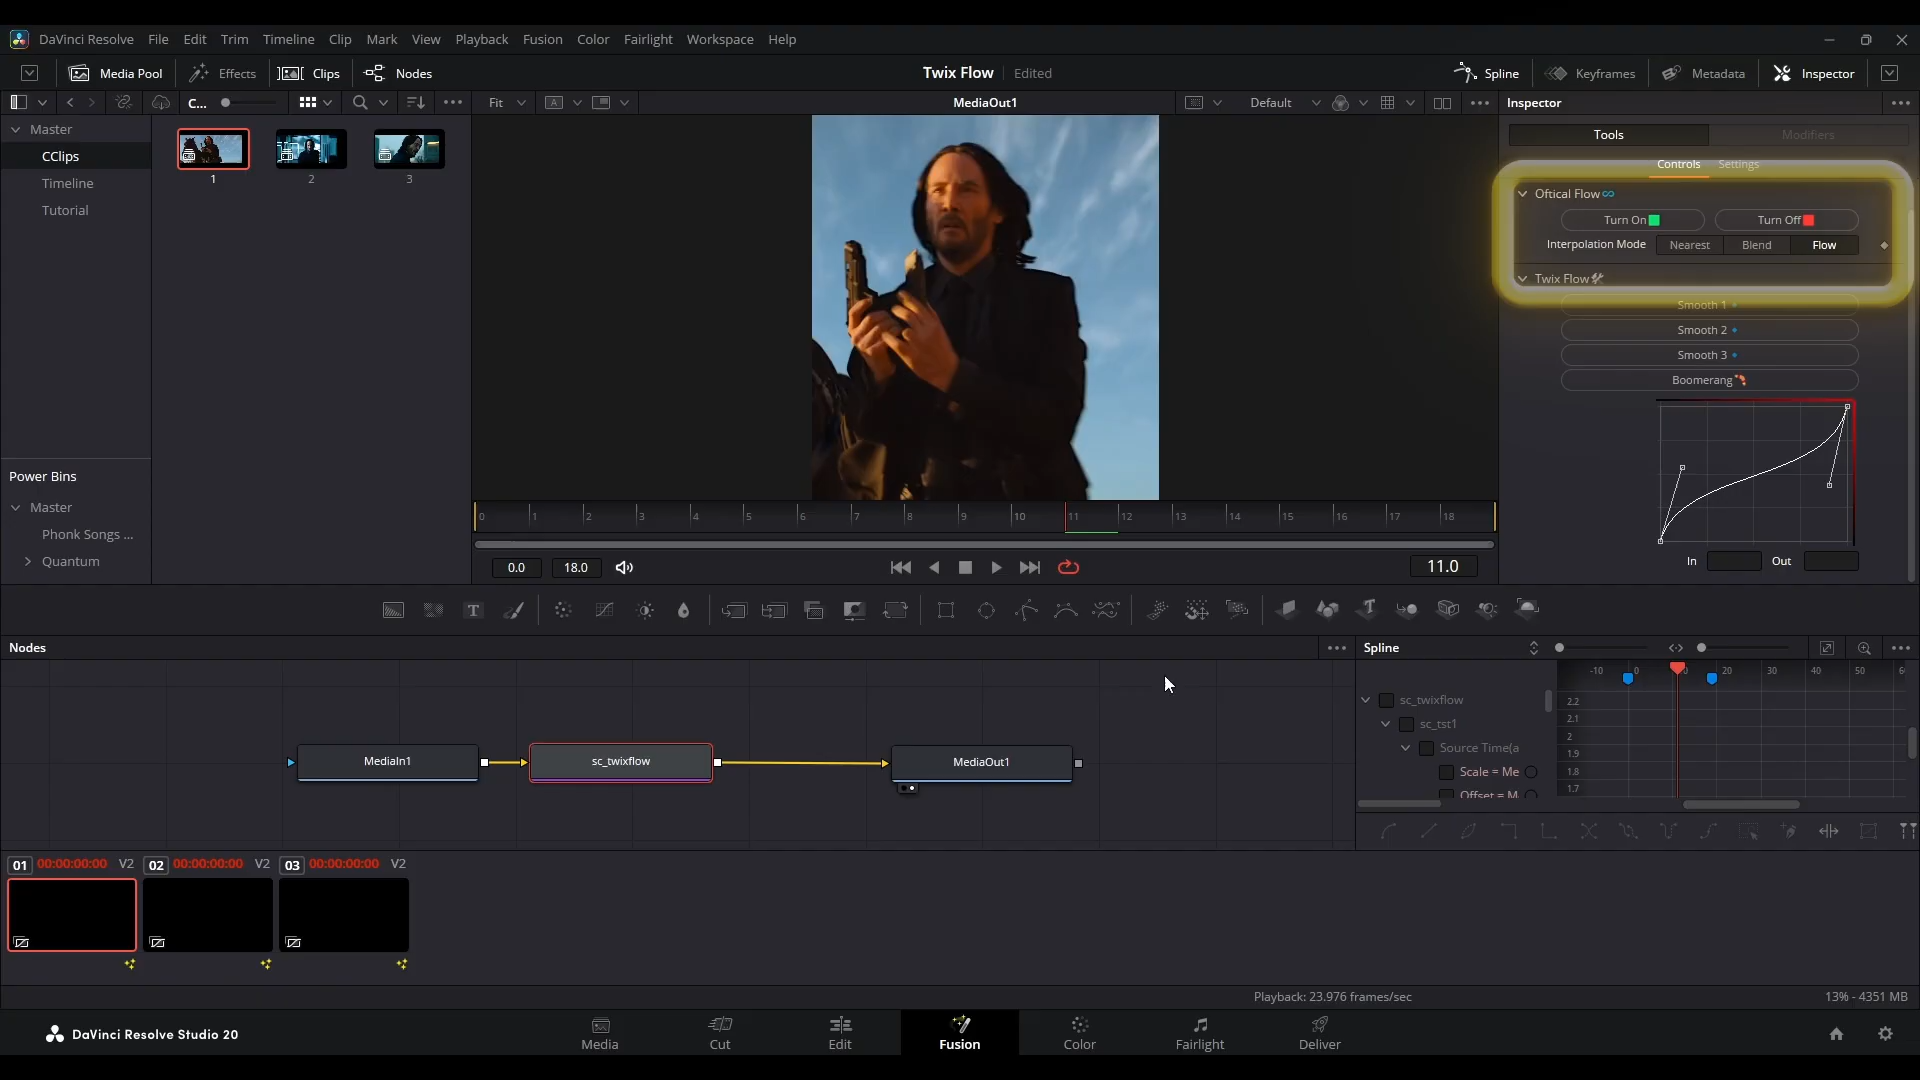 DaVinci Resolve File Edit Trim Timeline Clip Mark View Playback Fusion Color Fairlight Workspace Help
Media Pool Effects Clips Nodes Twix Flow Edited Spline Keyframes Metadata Inspector
C... Fit A MediaOut1 Default Inspector
Master
CClips
Timeline
Tutorial
1 2 3
Power Bins
Master
Phonk Songs ...
Quantum
0 1 2 3 4 5 6 7 8 9 10 11 12 13 14 15 16 17 18
0.0 18.0 11.0
Tools Modifiers
Controls Settings
Oftical Flow
Turn On Turn Off
Interpolation Mode Nearest Blend Flow
Twix Flow
Smooth 1
Smooth 2
Smooth 3
Boomerang
In Out
T T
Nodes
MediaIn1 sc_twixflow MediaOut1
Spline
-10 0 0 20 30 40 50 6
sc_twixflow
sc_tst1
Source Time(a
Scale = Me
Offset = M
2.2
2.1
2
1.9
1.8
1.7
01 00:00:00:00 V2 02 00:00:00:00 V2 03 00:00:00:00 V2
Playback: 23.976 frames/sec 13% - 4351 MB
DaVinci Resolve Studio 20 Media Cut Edit Fusion Color Fairlight Deliver